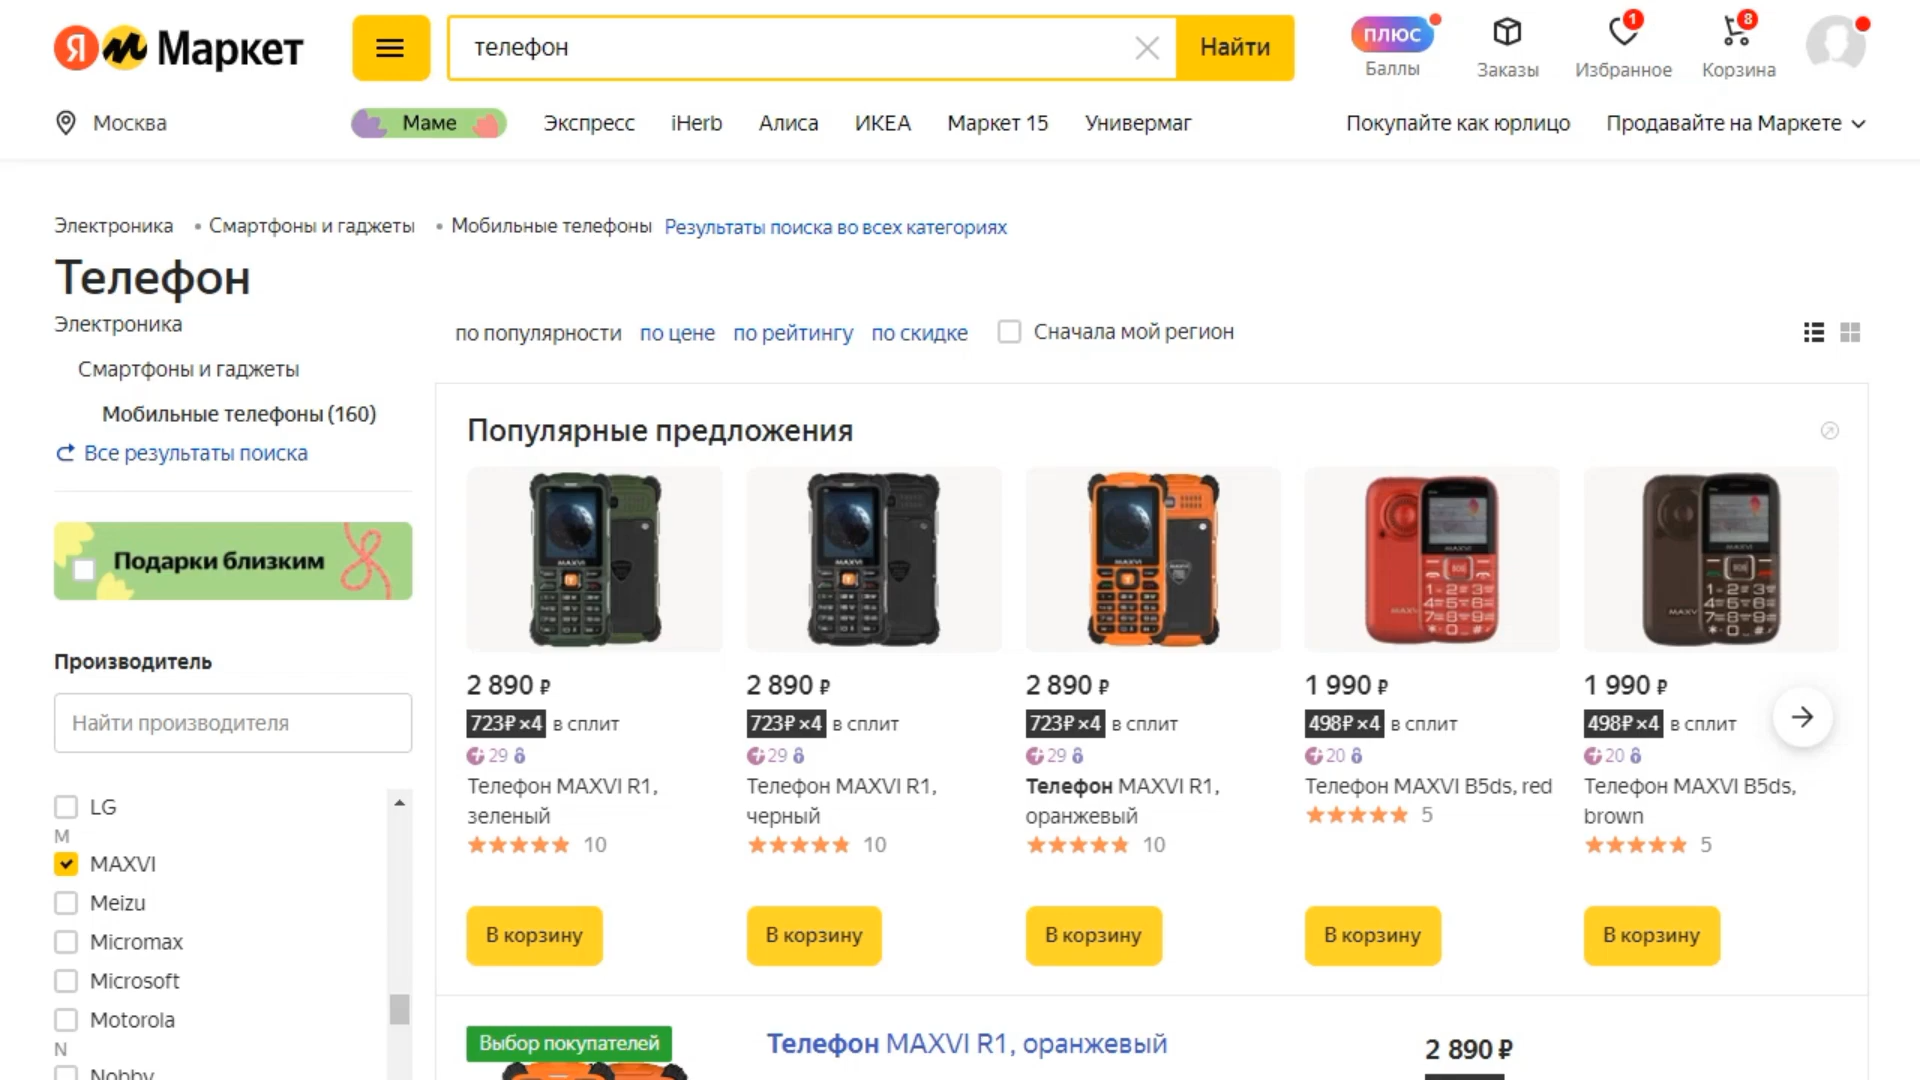 Я Маркет
телефон
Найти
плюс
Баллы
Заказы
1
Избранное
8
Корзина
Москва
Маме
Экспресс
iHerb
Алиса
ИКЕА
Маркет 15
Универмаг
Покупайте как юрлицо
Продавайте на Маркете
Электроника • Смартфоны и гаджеты • Мобильные телефоны Результаты поиска во всех категориях
Телефон
Электроника
Смартфоны и гаджеты
Мобильные телефоны (160)
Все результаты поиска
Подарки близким
Производитель
Найти производителя
LG
M
MAXVI
Meizu
Micromax
Microsoft
Motorola
N
Nobby
по популярности по цене по рейтингу по скидке Сначала мой регион
Популярные предложения
2 890 ₽
723₽×4 в сплит
29
Телефон MAXVI R1,
зеленый
10
В корзину
2 890 ₽
723₽×4 в сплит
29
Телефон MAXVI R1,
черный
10
В корзину
2 890 ₽
723₽×4 в сплит
29
Телефон MAXVI R1,
оранжевый
10
В корзину
1 990 ₽
498₽×4 в сплит
20
Телефон MAXVI B5ds, red
5
В корзину
1 990 ₽
498₽×4 в сплит
20
Телефон MAXVI B5ds,
brown
5
В корзину
Выбор покупателей
Телефон MAXVI R1, оранжевый
2 890 ₽